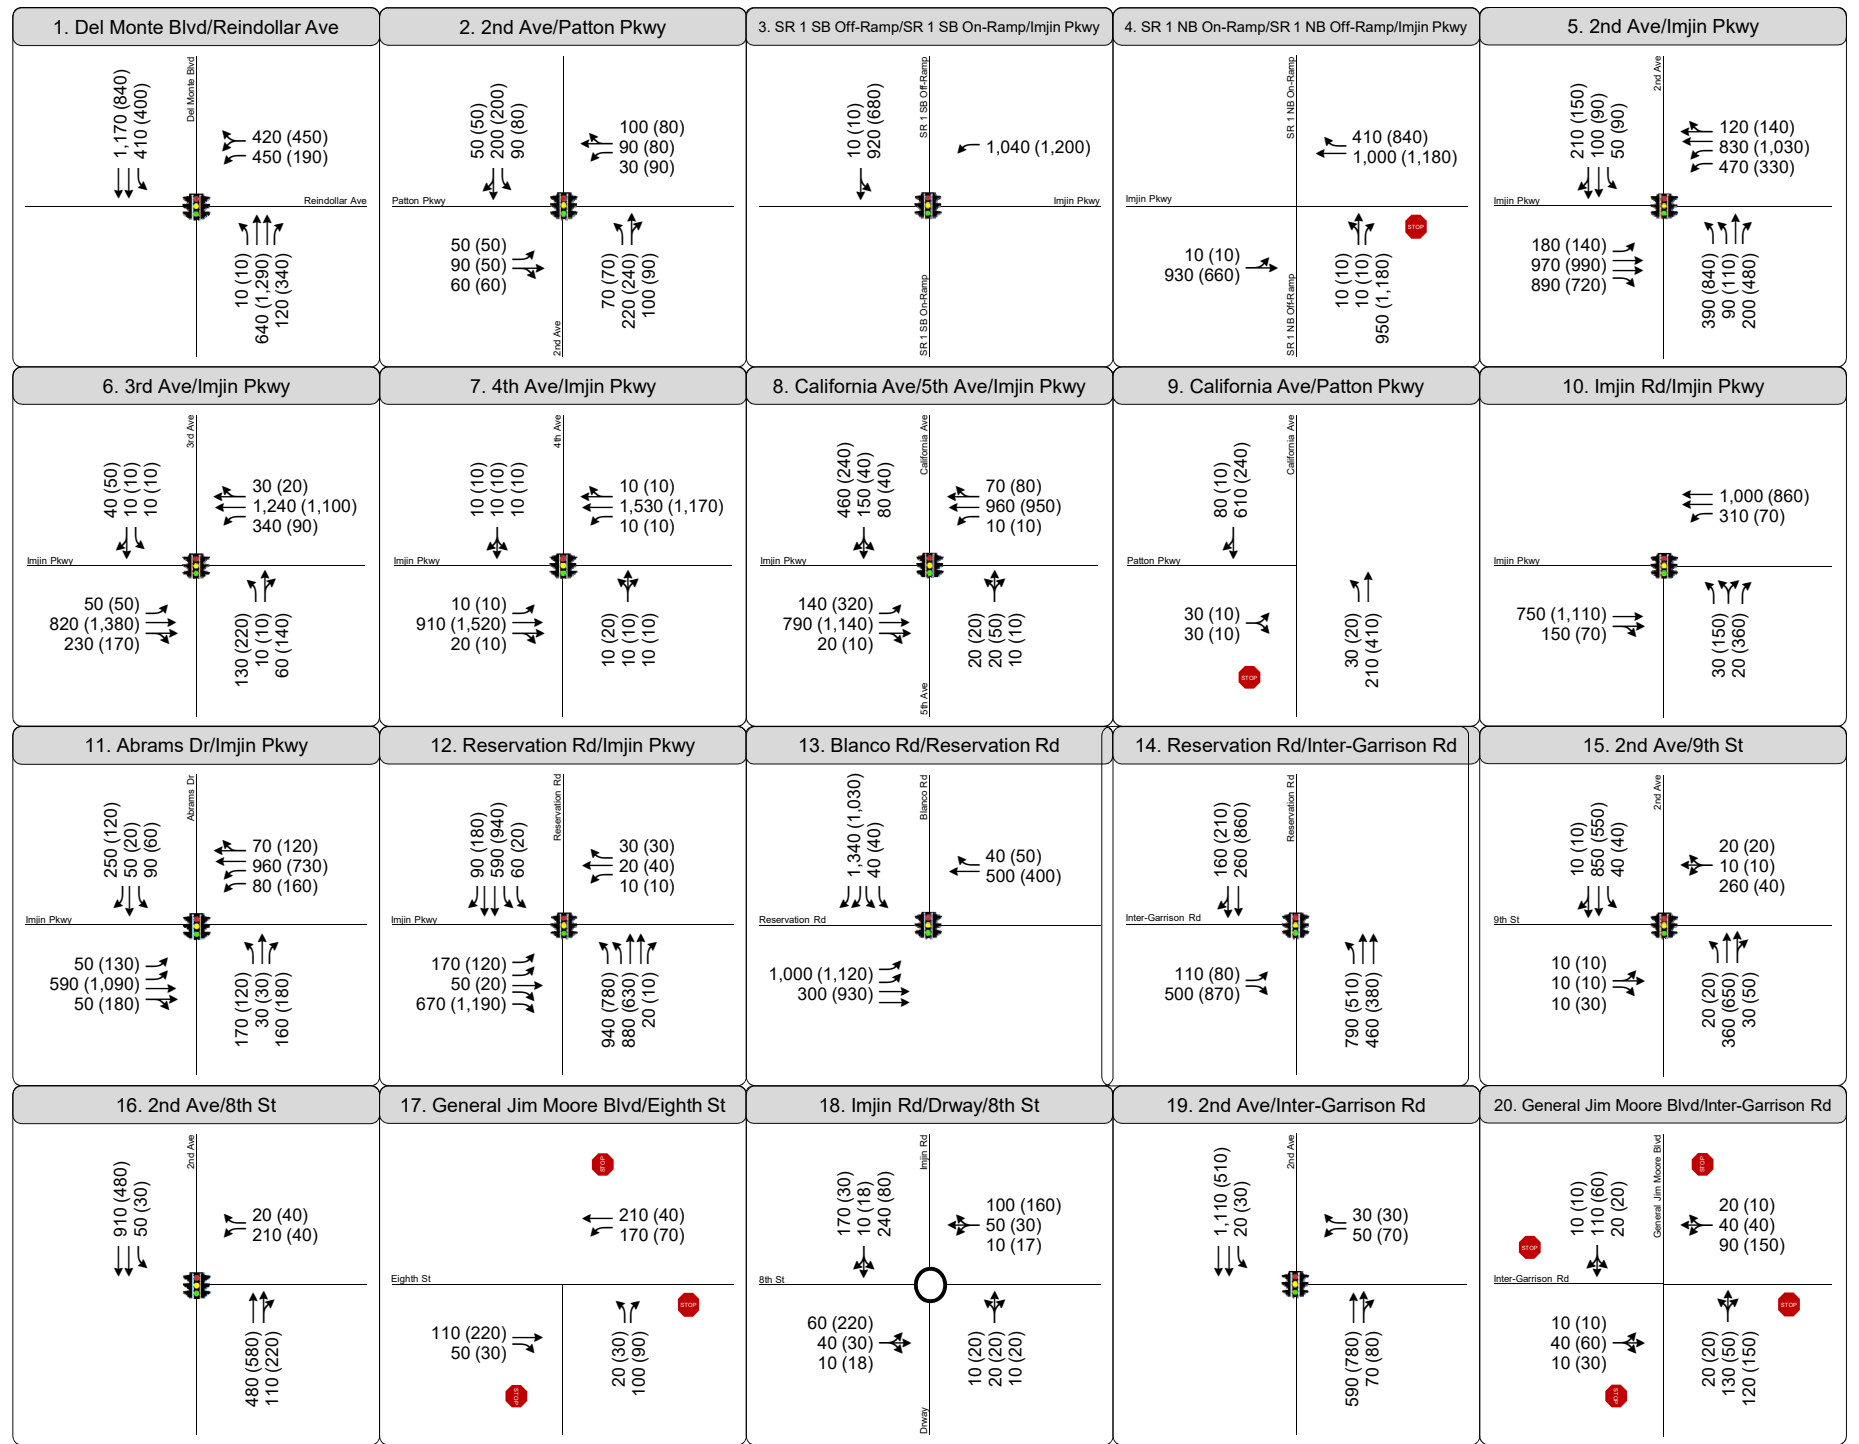 1. Del Monte Blvd/Reindollar Ave
1,170 (840)
410 (400)
Del Monte Blvd
420 (450)
450 (190)
Reindollar Ave
10 (10)
640 (1,290)
120 (340)
2. 2nd Ave/Patton Pkwy
50 (50)
200 (200)
90 (80)
100 (80)
90 (80)
30 (90)
Patton Pkwy
50 (50)
90 (50)
60 (60)
2nd Ave
70 (70)
220 (240)
100 (90)
3. SR 1 SB Off-Ramp/SR 1 SB On-Ramp/Imjin Pkwy
10 (10)
920 (680)
SR 1 SB Off-Ramp
1,040 (1,200)
Imjin Pkwy
SR 1 SB On-Ramp
4. SR 1 NB On-Ramp/SR 1 NB Off-Ramp/Imjin Pkwy
SR 1 NB On-Ramp
410 (840)
1,000 (1,180)
Imjin Pkwy
STOP
10 (10)
930 (660)
SR 1 NB Off-Ramp
10 (10)
10 (10)
950 (1,180)
5. 2nd Ave/Imjin Pkwy
210 (150)
100 (90)
50 (90)
2nd Ave
120 (140)
830 (1,030)
470 (330)
Imjin Pkwy
180 (140)
970 (990)
890 (720)
390 (840)
90 (110)
200 (480)
6. 3rd Ave/Imjin Pkwy
40 (50)
10 (10)
10 (10)
3rd Ave
30 (20)
1,240 (1,100)
340 (90)
Imjin Pkwy
50 (50)
820 (1,380)
230 (170)
130 (220)
10 (10)
60 (140)
7. 4th Ave/Imjin Pkwy
10 (10)
10 (10)
10 (10)
4th Ave
10 (10)
1,530 (1,170)
10 (10)
Imjin Pkwy
10 (10)
910 (1,520)
20 (10)
10 (20)
10 (10)
10 (10)
8. California Ave/5th Ave/Imjin Pkwy
460 (240)
150 (40)
80 (40)
California Ave
70 (80)
960 (950)
10 (10)
Imjin Pkwy
140 (320)
790 (1,140)
20 (10)
5th Ave
20 (20)
20 (50)
10 (10)
9. California Ave/Patton Pkwy
80 (10)
610 (240)
California Ave
Patton Pkwy
30 (10)
30 (10)
STOP
30 (20)
210 (410)
10. Imjin Rd/Imjin Pkwy
1,000 (860)
310 (70)
Imjin Pkwy
750 (1,110)
150 (70)
30 (150)
20 (360)
11. Abrams Dr/Imjin Pkwy
250 (120)
50 (20)
90 (60)
Abrams Dr
70 (120)
960 (730)
80 (160)
Imjin Pkwy
50 (130)
590 (1,090)
50 (180)
170 (120)
30 (30)
160 (180)
12. Reservation Rd/Imjin Pkwy
90 (180)
590 (940)
60 (20)
Reservation Rd
30 (30)
20 (40)
10 (10)
Imjin Pkwy
170 (120)
50 (20)
670 (1,190)
940 (780)
880 (630)
20 (10)
13. Blanco Rd/Reservation Rd
1,340 (1,030)
40 (40)
Blanco Rd
40 (50)
500 (400)
Reservation Rd
1,000 (1,120)
300 (930)
14. Reservation Rd/Inter-Garrison Rd
160 (210)
260 (860)
Reservation Rd
Inter-Garrison Rd
110 (80)
500 (870)
790 (510)
460 (380)
15. 2nd Ave/9th St
10 (10)
850 (550)
40 (40)
2nd Ave
20 (20)
10 (10)
260 (40)
9th St
10 (10)
10 (10)
10 (30)
20 (20)
360 (650)
30 (50)
16. 2nd Ave/8th St
910 (480)
50 (30)
2nd Ave
20 (40)
210 (40)
480 (580)
110 (220)
17. General Jim Moore Blvd/Eighth St
STOP
210 (40)
170 (70)
Eighth St
STOP
110 (220)
50 (30)
STOP
20 (30)
100 (90)
18. Imjin Rd/Drway/8th St
170 (30)
10 (18)
240 (80)
Imjin Rd
100 (160)
50 (30)
10 (17)
8th St
60 (220)
40 (30)
10 (18)
Drway
10 (20)
20 (20)
10 (20)
19. 2nd Ave/Inter-Garrison Rd
1,110 (510)
20 (30)
2nd Ave
30 (30)
50 (70)
590 (780)
70 (80)
20. General Jim Moore Blvd/Inter-Garrison Rd
10 (10)
110 (60)
20 (20)
General Jim Moore Blvd
STOP
20 (10)
40 (40)
90 (150)
STOP
Inter-Garrison Rd
STOP
10 (10)
40 (60)
10 (30)
STOP
20 (20)
130 (50)
120 (150)